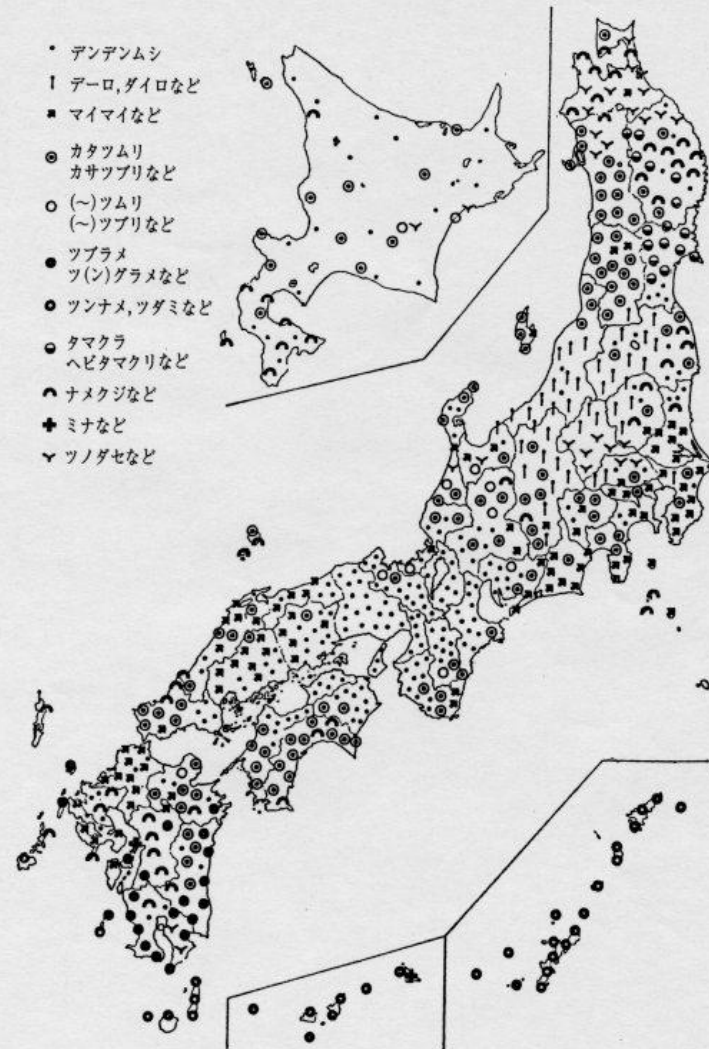 デンデンムシ
デーロ,ダイロなど
マイマイなど
カタツムリ
カサツブリなど
(〜)ツムリ
(〜)ツブリなど
ツブラメ
ツ(ン)グラメなど
ツンナメ,ツダミなど
タマクラ
ヘビタマクリなど
ナメクジなど
ミナなど
ツノダセなど